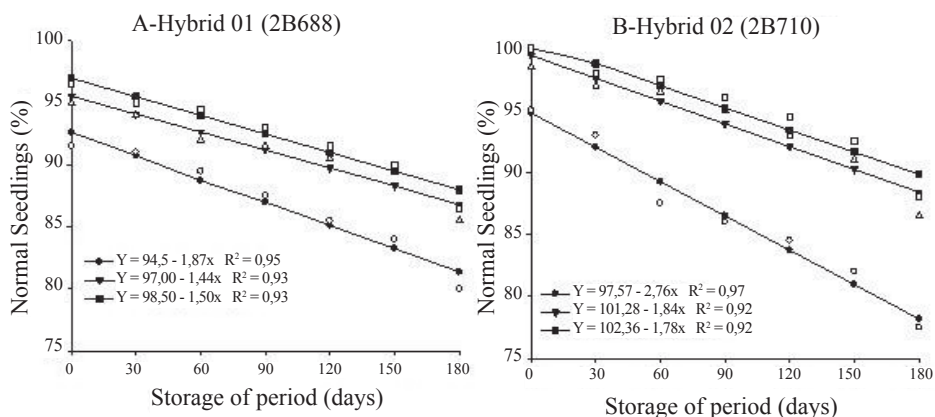 A-Hybrid 01 (2B688)
Normal Seedlings (%)
100
95
90
85
80
75
Y = 94,5 - 1,87x R² = 0,95
Y = 97,00 - 1,44x R² = 0,93
Y = 98,50 - 1,50x R² = 0,93
0 30 60 90 120 150 180
Storage of period (days)
B-Hybrid 02 (2B710)
Normal Seedlings (%)
100
95
90
85
80
75
Y = 97,57 - 2,76x R² = 0,97
Y = 101,28 - 1,84x R² = 0,92
Y = 102,36 - 1,78x R² = 0,92
0 30 60 90 120 150 180
Storage of period (days)